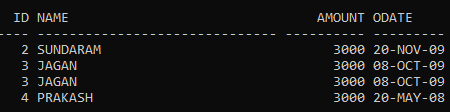 ID NAME AMOUNT ODATE
---- ------------------------------ ---------- ---------
2 SUNDARAM 3000 20-NOV-09
3 JAGAN 3000 08-OCT-09
3 JAGAN 3000 08-OCT-09
4 PRAKASH 3000 20-MAY-08